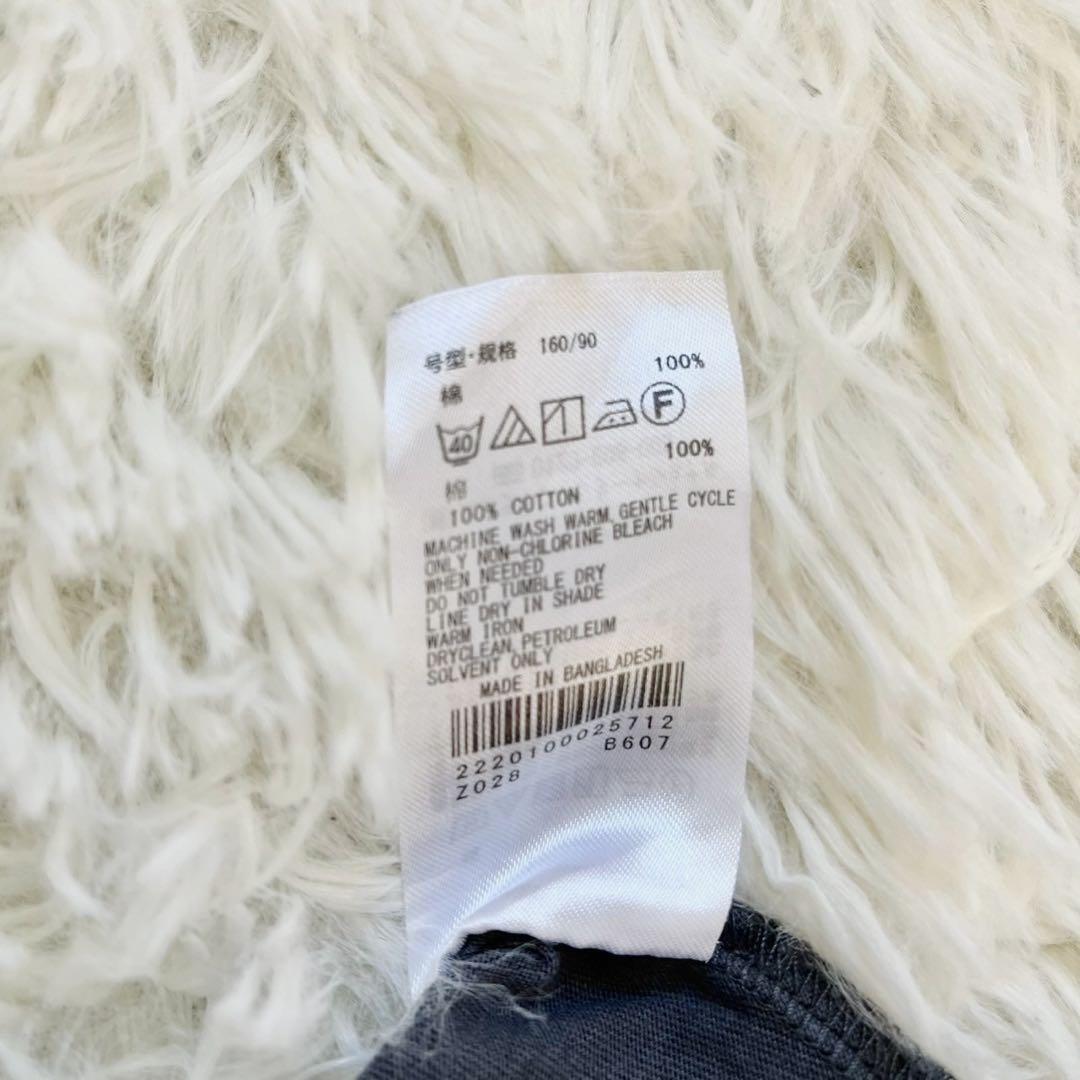 号型·规格 160/90
棉 100%
40 F
棉 100%
100% COTTON
MACHINE WASH WARM, GENTLE CYCLE
ONLY NON-CHLORINE BLEACH
WHEN NEEDED
DO NOT TUMBLE DRY
LINE DRY IN SHADE
WARM IRON
DRYCLEAN, PETROLEUM
SOLVENT ONLY
MADE IN BANGLADESH
2220100025712
Z028 B607